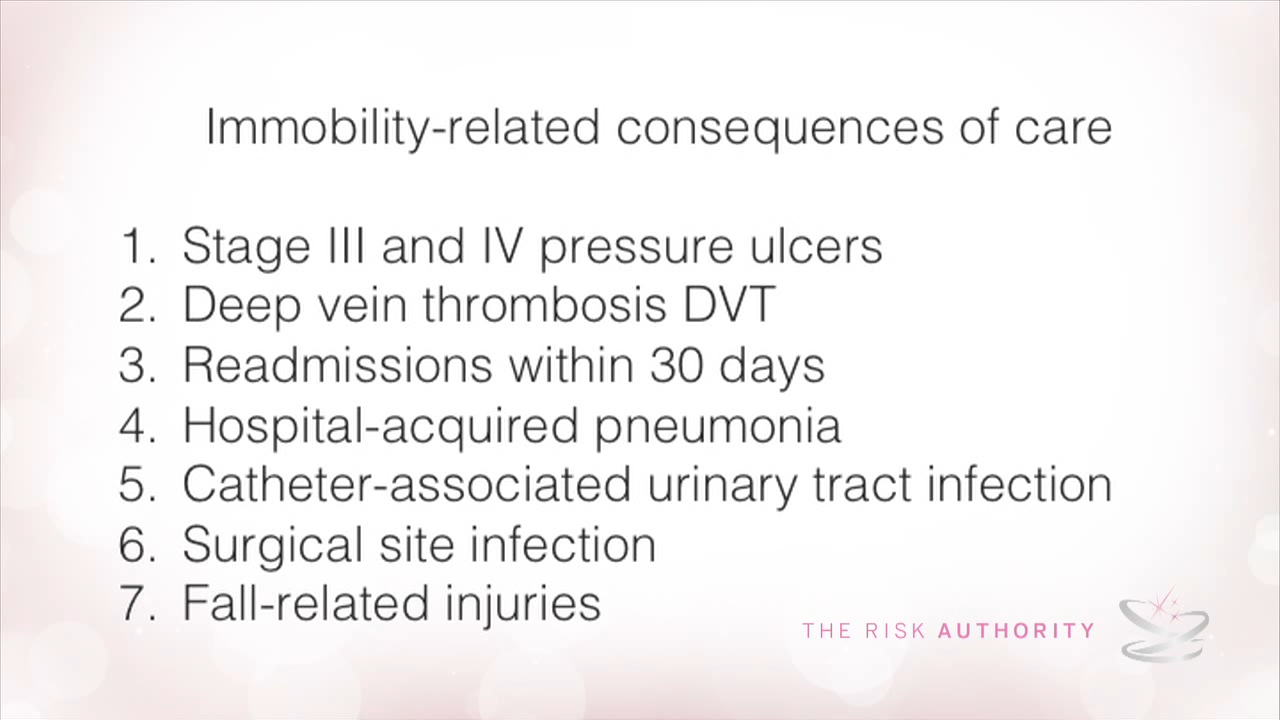 Immobility-related consequences of care
1. Stage III and IV pressure ulcers
2. Deep vein thrombosis DVT
3. Readmissions within 30 days
4. Hospital-acquired pneumonia
5. Catheter-associated urinary tract infection
6. Surgical site infection
7. Fall-related injuries
THE RISK AUTHORITY